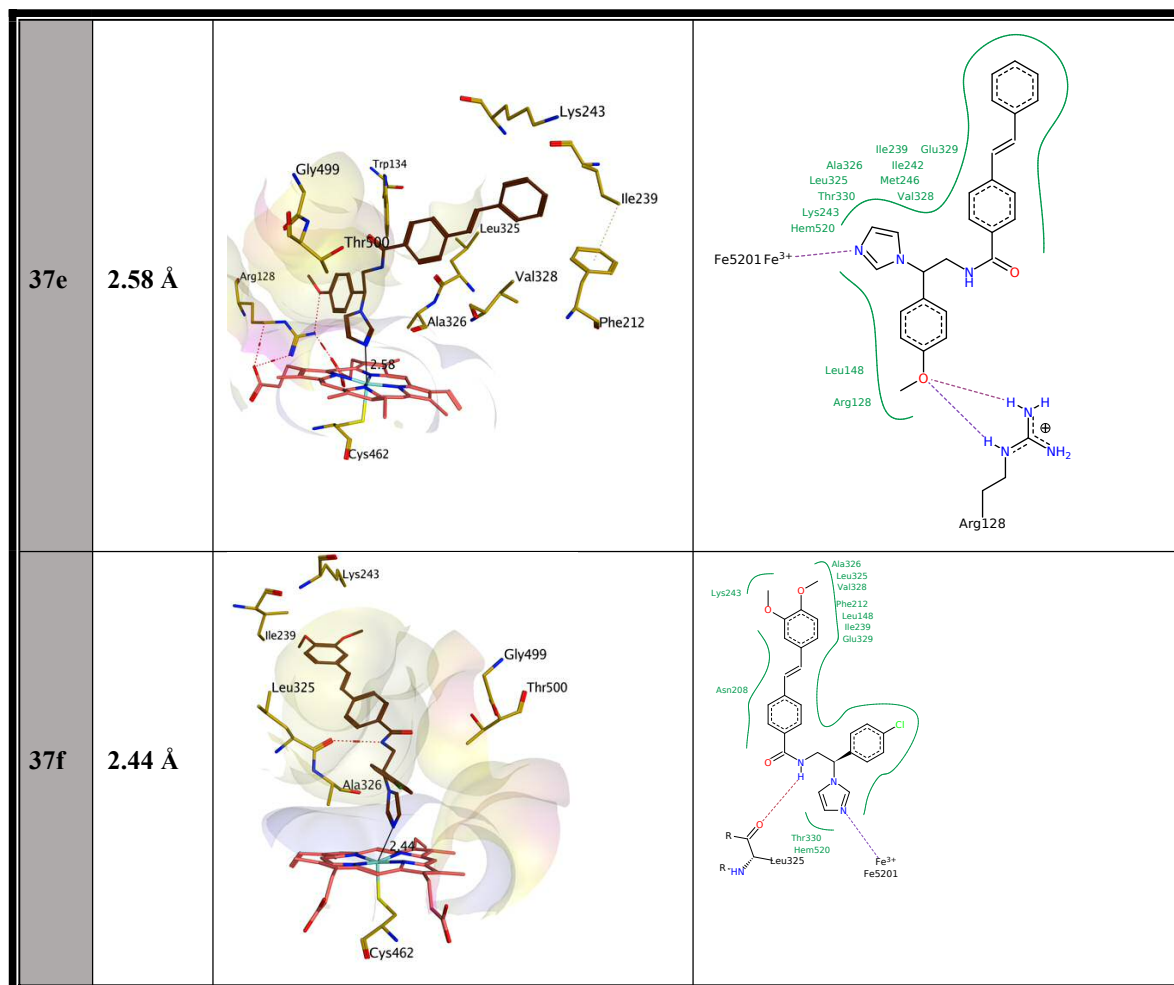 37e
2.58 Å
Lys243
Gly499
Trp134
Ile239
Thr500
Leu325
Arg128
Val328
Ala326
Phe212
2.58
Cys462
Ile239 Glu329
Ala326 Ile242
Leu325 Met246
Thr330 Val328
Lys243
Hem520
Fe5201 Fe3+
N
N
N
H
O
Leu148
Arg128
O
H H
N
H
N
⊕
NH2
Arg128
37f
2.44 Å
Lys243
Ile239
Gly499
Leu325
Thr500
Ala326
2.44
Cys462
Ala326
Leu325
Val328
Lys243
O
O
Phe212
Leu148
Ile239
Glu329
Asn208
Cl
O
N
H
N
N
Thr330
Hem520
R
O
Leu325
R
HN
Fe3+
Fe5201